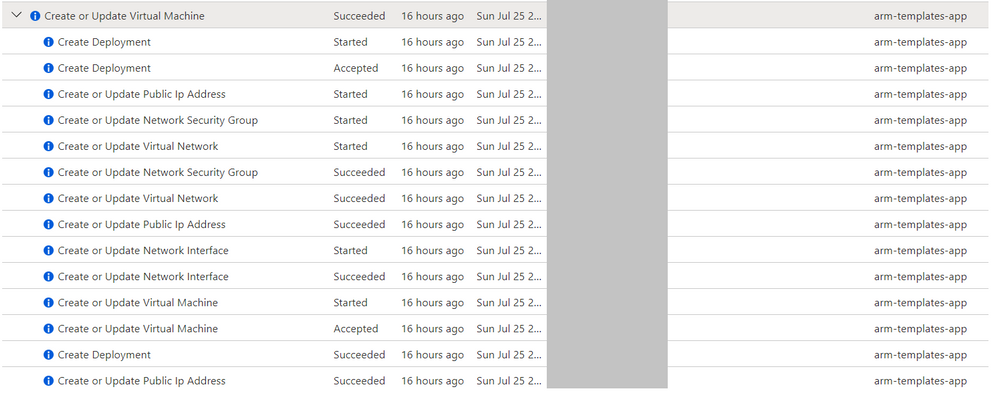 Create or Update Virtual Machine Succeeded 16 hours ago Sun Jul 25 2... arm-templates-app
Create Deployment Started 16 hours ago Sun Jul 25 2... arm-templates-app
Create Deployment Accepted 16 hours ago Sun Jul 25 2... arm-templates-app
Create or Update Public Ip Address Started 16 hours ago Sun Jul 25 2... arm-templates-app
Create or Update Network Security Group Started 16 hours ago Sun Jul 25 2... arm-templates-app
Create or Update Virtual Network Started 16 hours ago Sun Jul 25 2... arm-templates-app
Create or Update Network Security Group Succeeded 16 hours ago Sun Jul 25 2... arm-templates-app
Create or Update Virtual Network Succeeded 16 hours ago Sun Jul 25 2... arm-templates-app
Create or Update Public Ip Address Succeeded 16 hours ago Sun Jul 25 2... arm-templates-app
Create or Update Network Interface Started 16 hours ago Sun Jul 25 2... arm-templates-app
Create or Update Network Interface Succeeded 16 hours ago Sun Jul 25 2... arm-templates-app
Create or Update Virtual Machine Started 16 hours ago Sun Jul 25 2... arm-templates-app
Create or Update Virtual Machine Accepted 16 hours ago Sun Jul 25 2... arm-templates-app
Create Deployment Succeeded 16 hours ago Sun Jul 25 2... arm-templates-app
Create or Update Public Ip Address Succeeded 16 hours ago Sun Jul 25 2... arm-templates-app